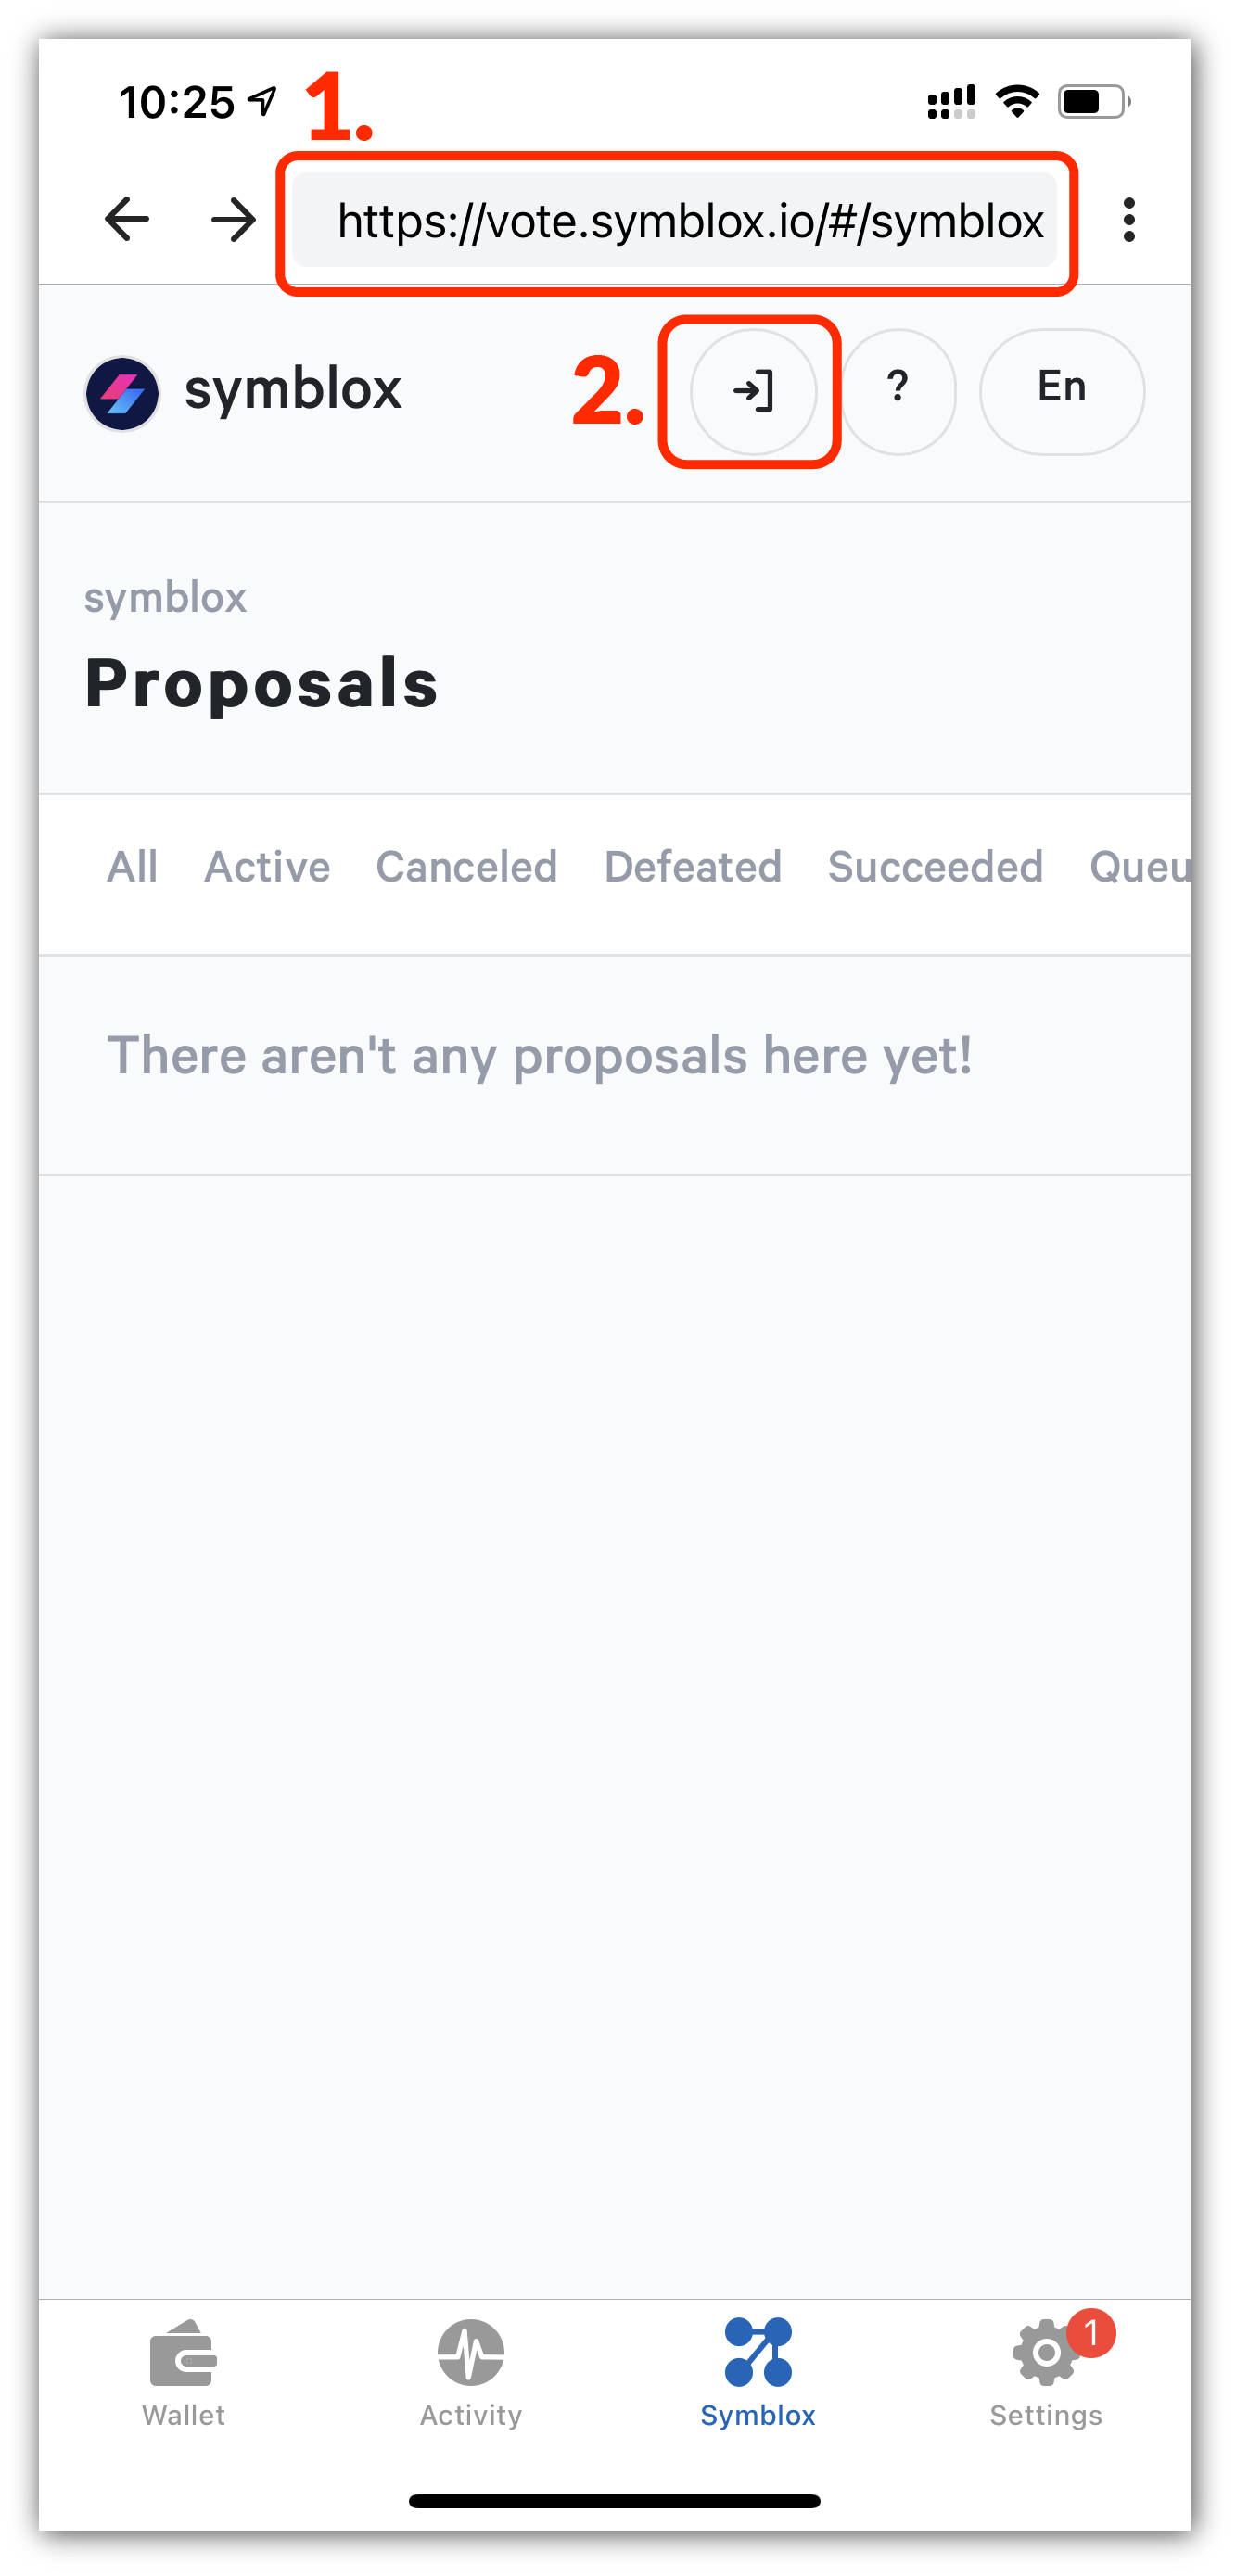 10:25 1.
https://vote.symblox.io/#/symblox
symblox 2. ? En
symblox
Proposals
All Active Canceled Defeated Succeeded Queu
There aren't any proposals here yet!
1
Wallet Activity Symblox Settings